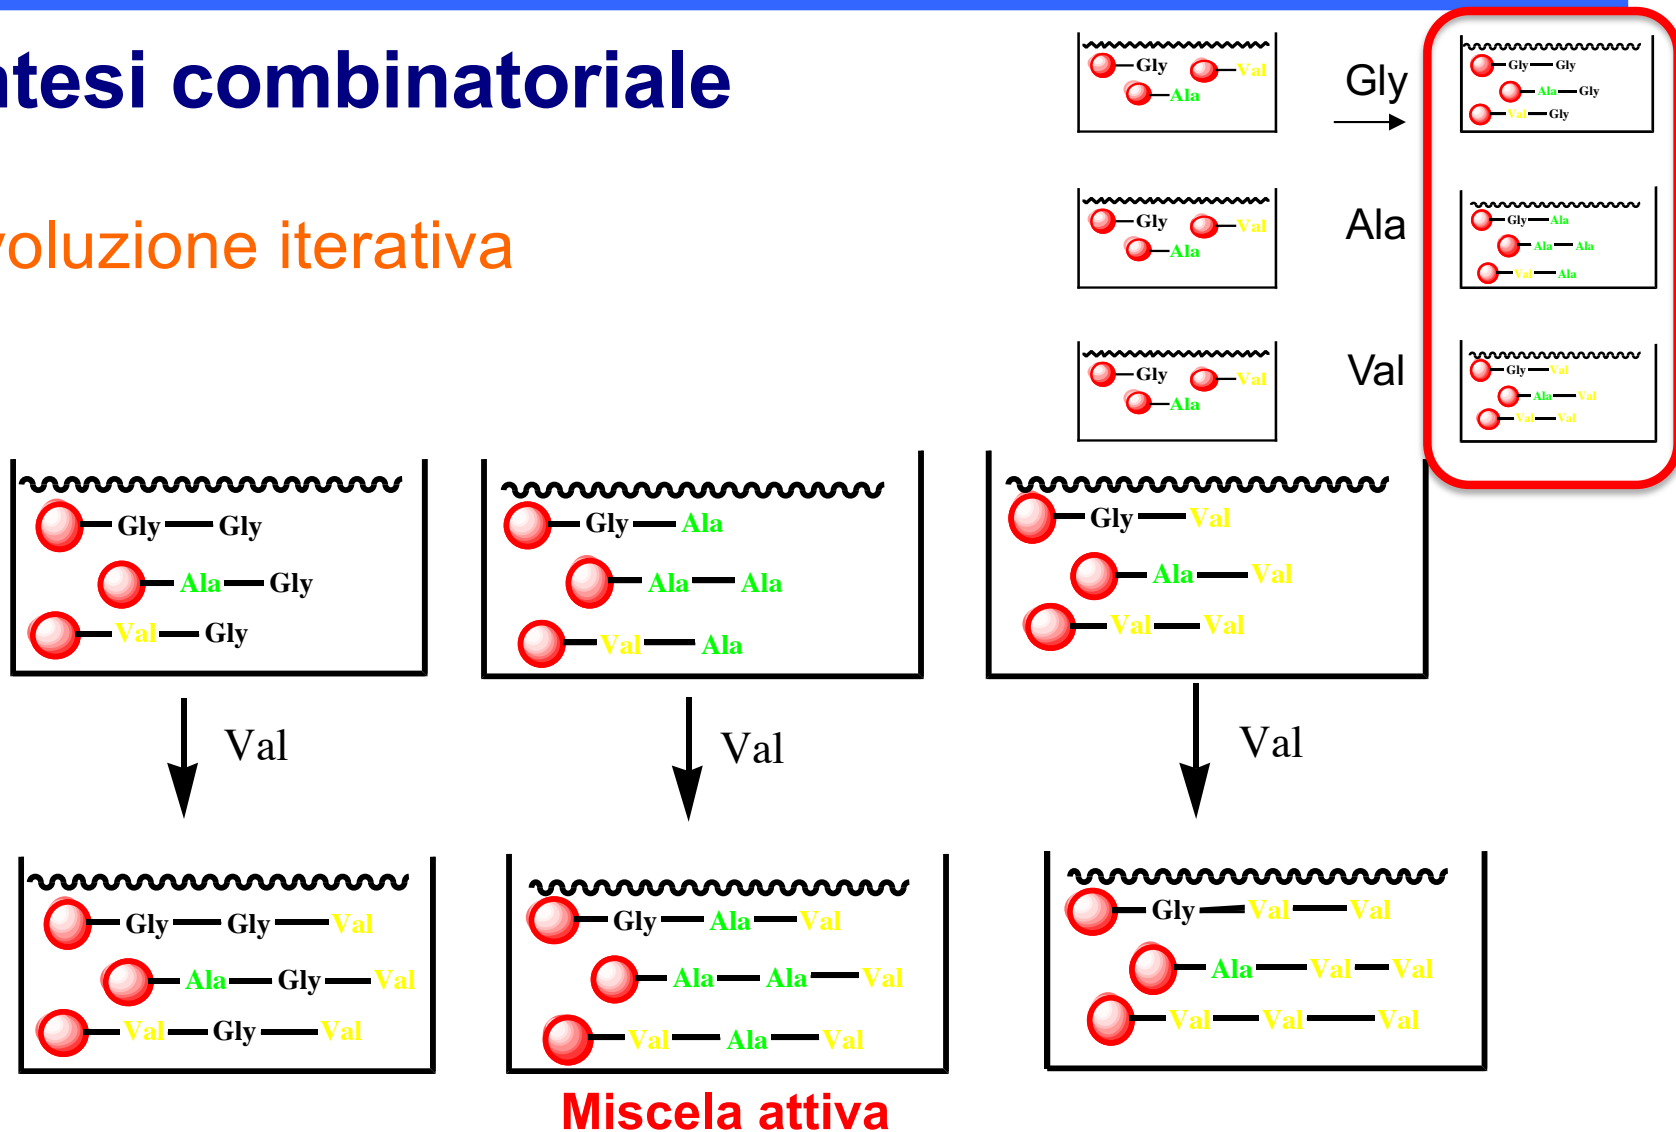 ntesi combinatoriale
voluzione iterativa
Gly Val
Ala
Gly
Gly Gly
Ala Gly
Val Gly
Gly Val
Ala
Ala
Gly Ala
Ala Ala
Val Ala
Gly Val
Ala
Val
Gly Val
Ala Val
Val Val
Gly Gly
Ala Gly
Val Gly
Gly Ala
Ala Ala
Val Ala
Gly Val
Ala Val
Val Val
Val
Val
Val
Gly Gly Val
Ala Gly Val
Val Gly Val
Gly Ala Val
Ala Ala Val
Val Ala Val
Gly Val Val
Ala Val Val
Val Val Val
Miscela attiva